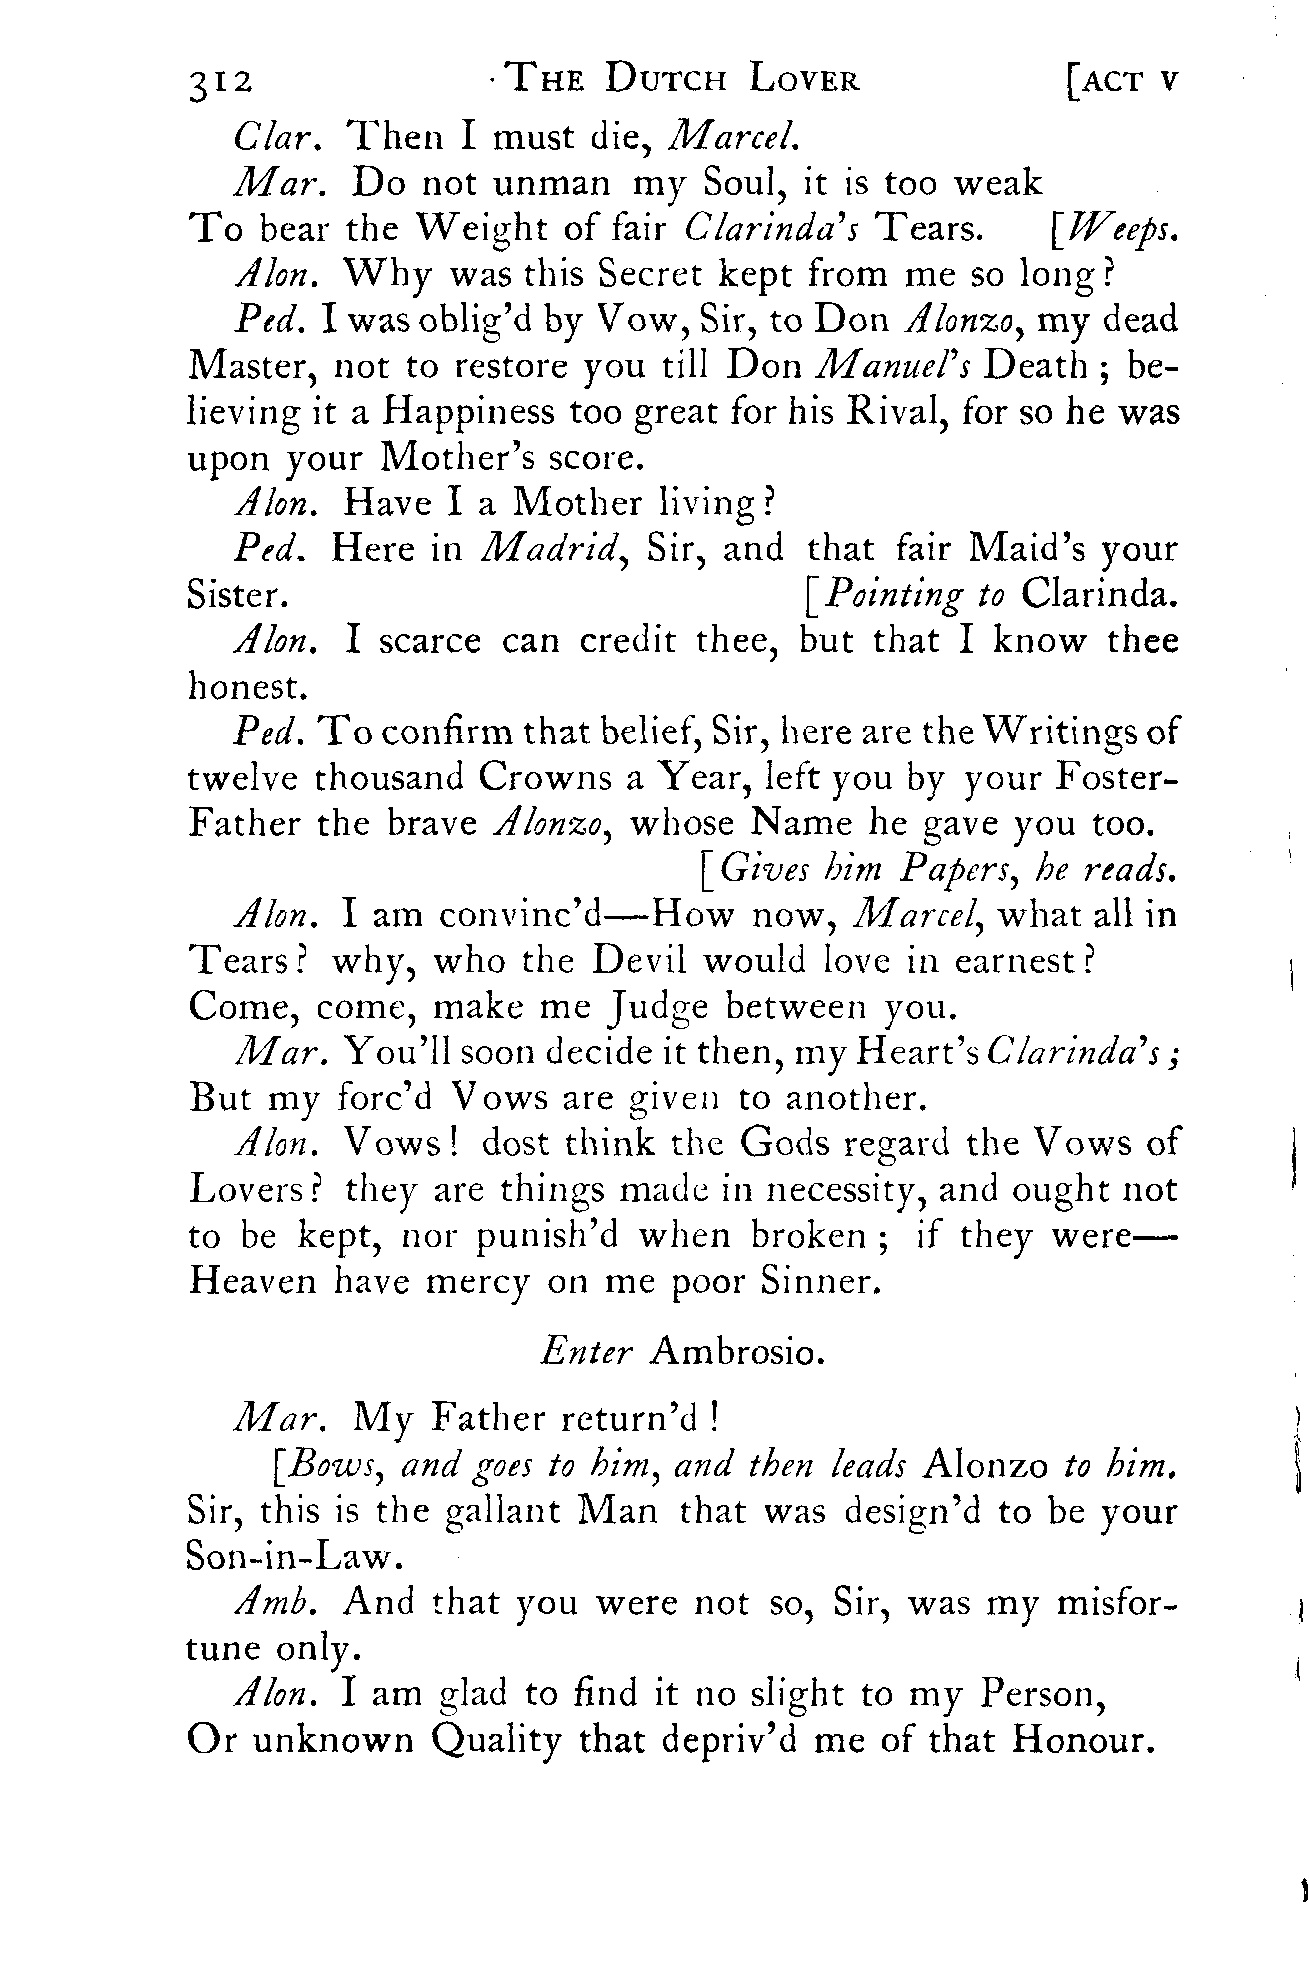 312 THE DUTCH LOVER [ACT V
Clar. Then I must die, Marcel.
Mar. Do not unman my Soul, it is too weak
To bear the Weight of fair Clarinda's Tears. [Weeps.
Alon. Why was this Secret kept from me so long?
Ped. I was oblig'd by Vow, Sir, to Don Alonzo, my dead
Master, not to restore you till Don Manuel's Death; be-
lieving it a Happiness too great for his Rival, for so he was
upon your Mother's score.
Alon. Have I a Mother living?
Ped. Here in Madrid, Sir, and that fair Maid's your
Sister. [Pointing to Clarinda.
Alon. I scarce can credit thee, but that I know thee
honest.
Ped. To confirm that belief, Sir, here are the Writings of
twelve thousand Crowns a Year, left you by your Foster-
Father the brave Alonzo, whose Name he gave you too.
[Gives him Papers, he reads.
Alon. I am convinc'd—How now, Marcel, what all in
Tears? why, who the Devil would love in earnest?
Come, come, make me Judge between you.
Mar. You'll soon decide it then, my Heart's Clarinda's;
But my forc'd Vows are given to another.
Alon. Vows! dost think the Gods regard the Vows of
Lovers? they are things made in necessity, and ought not
to be kept, nor punish'd when broken; if they were—
Heaven have mercy on me poor Sinner.
Enter Ambrosio.
Mar. My Father return'd!
[Bows, and goes to him, and then leads Alonzo to him.
Sir, this is the gallant Man that was design'd to be your
Son-in-Law.
Amb. And that you were not so, Sir, was my misfor-
tune only.
Alon. I am glad to find it no slight to my Person,
Or unknown Quality that depriv'd me of that Honour.